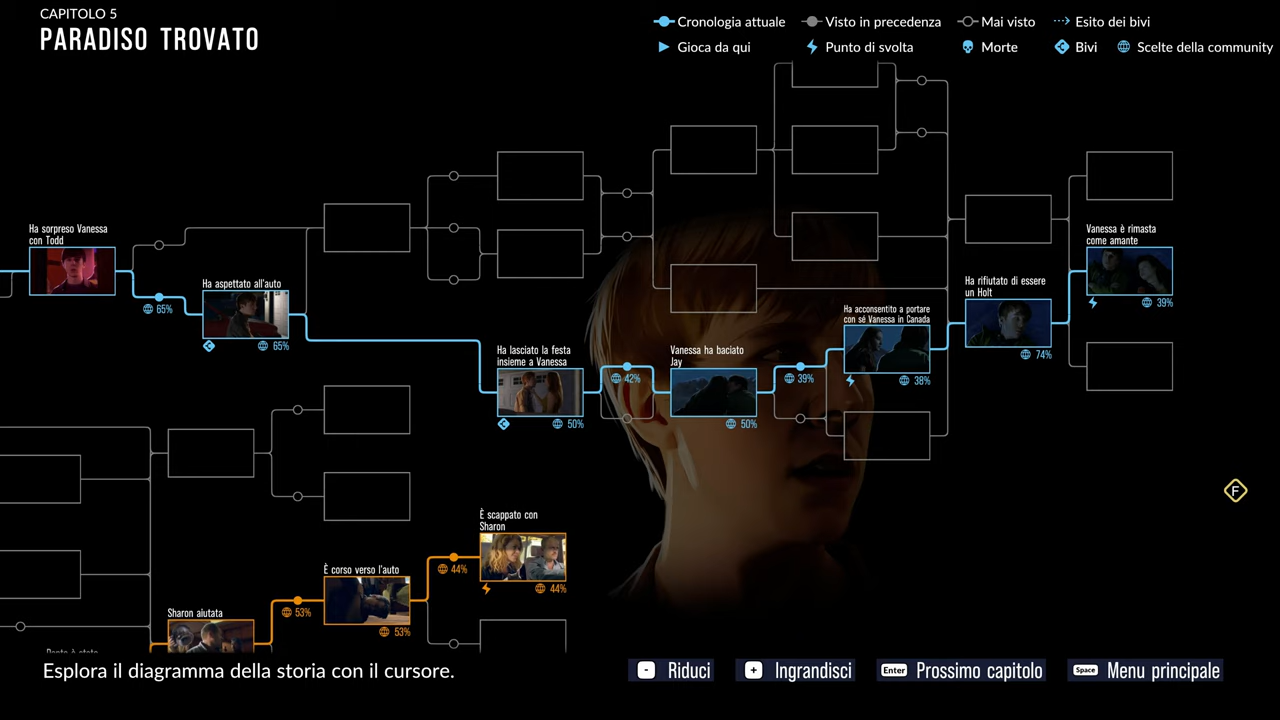 CAPITOLO 5
PARADISO TROVATO
Cronologia attuale
Visto in precedenza
Mai visto
Esito dei bivi
Gioca da qui
Punto di svolta
Morte
Bivi
Scelte della community
Ha sorpreso Vanessa
con Todd
65%
Ha aspettato all'auto
65%
Ha lasciato la festa
insieme a Vanessa
50%
42%
Vanessa ha baciato
Jay
50%
39%
Ha acconsentito a portare
con sé Vanessa in Canada
38%
Ha rifiutato di essere
un Holt
74%
Vanessa è rimasta
come amante
39%
F
Sharon aiutata
53%
È corso verso l'auto
53%
44%
È scappato con
Sharon
44%
Esplora il diagramma della storia con il cursore.
- Riduci
+ Ingrandisci
Enter Prossimo capitolo
Space Menu principale